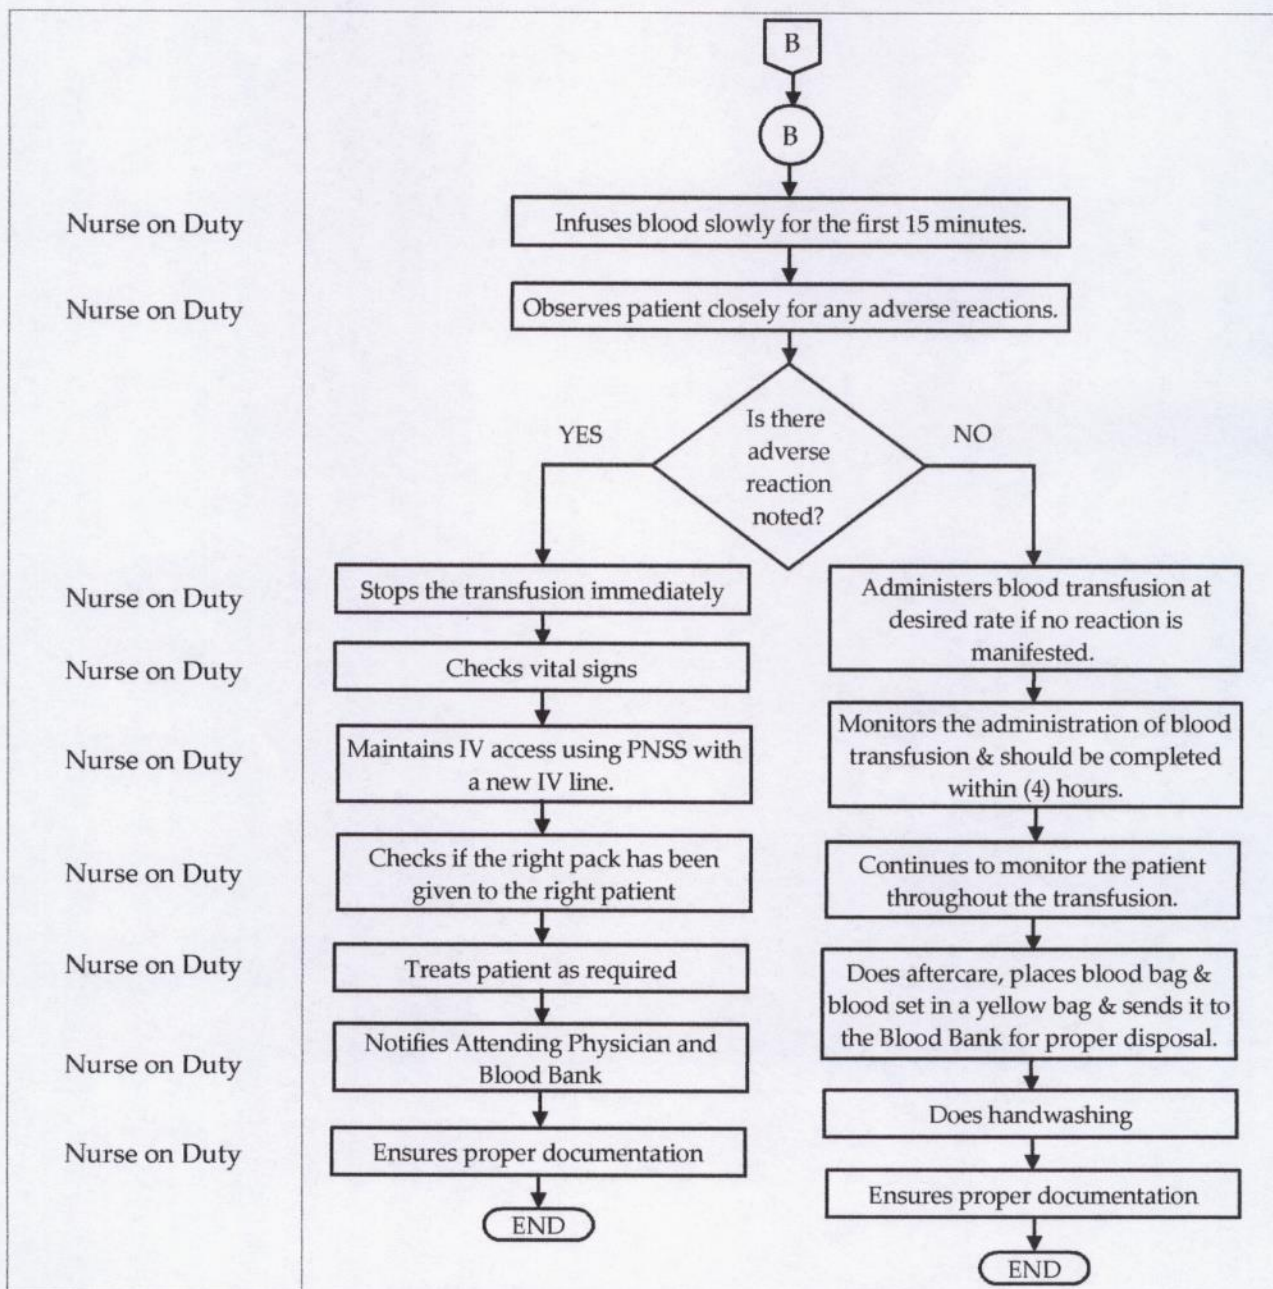 B
B
Nurse on Duty
Infuses blood slowly for the first 15 minutes.
Nurse on Duty
Observes patient closely for any adverse reactions.
Is there
adverse
reaction
noted?
YES
NO
Nurse on Duty
Stops the transfusion immediately
Administers blood transfusion at
desired rate if no reaction is
manifested.
Nurse on Duty
Checks vital signs
Nurse on Duty
Maintains IV access using PNSS with
a new IV line.
Monitors the administration of blood
transfusion & should be completed
within (4) hours.
Nurse on Duty
Checks if the right pack has been
given to the right patient
Continues to monitor the patient
throughout the transfusion.
Nurse on Duty
Treats patient as required
Does aftercare, places blood bag &
blood set in a yellow bag & sends it to
the Blood Bank for proper disposal.
Nurse on Duty
Notifies Attending Physician and
Blood Bank
Does handwashing
Nurse on Duty
Ensures proper documentation
Ensures proper documentation
END
END